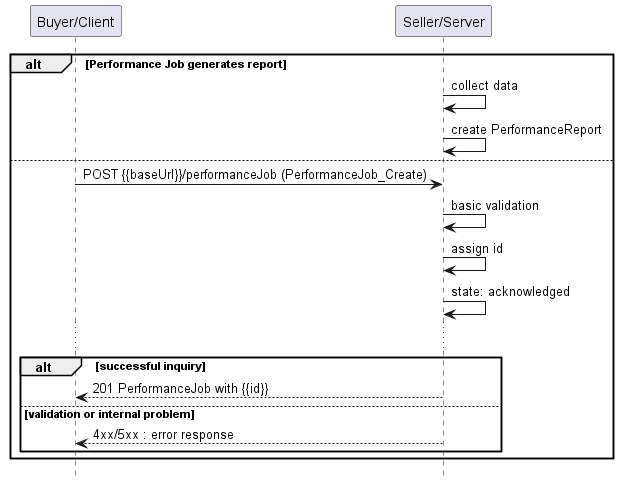 Buyer/Client
Seller/Server
alt [Performance Job generates report]
collect data
create PerformanceReport
POST {{baseUrl}}/performanceJob (PerformanceJob_Create)
basic validation
assign id
state: acknowledged
alt [successful inquiry]
201 PerformanceJob with {{id}}
[validation or internal problem]
4xx/5xx : error response